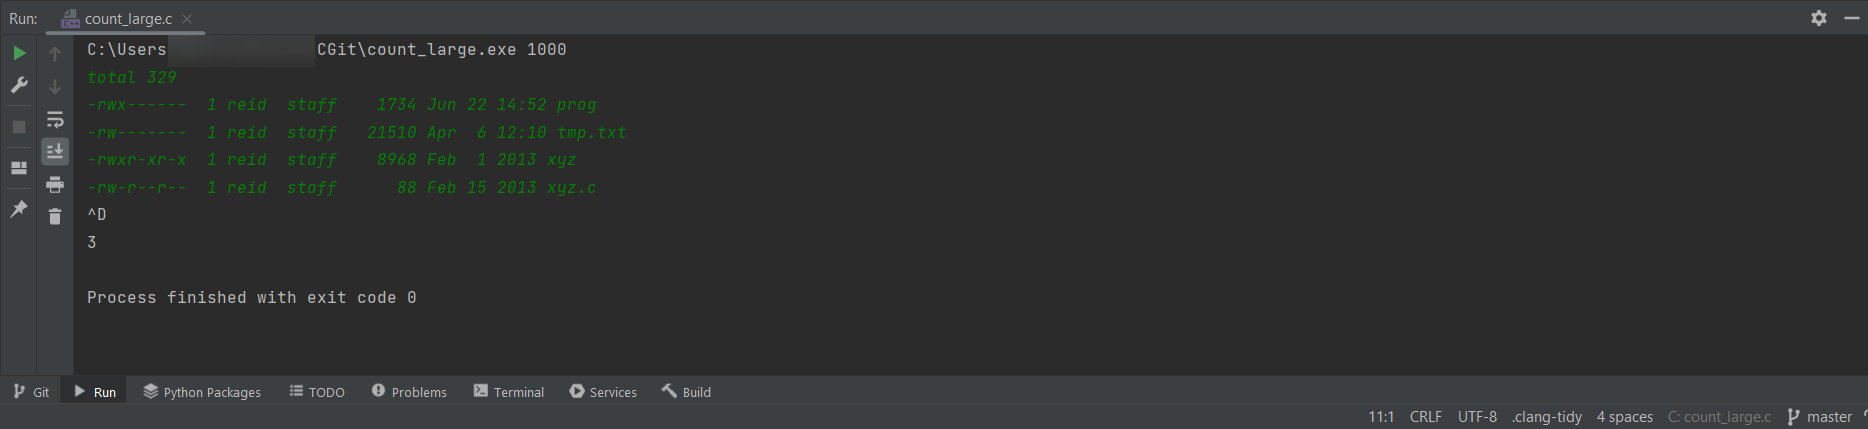 Run: count_large.c
C:\Users CGit\count_large.exe 1000
total 329
-rwx------  1 reid  staff    1734 Jun 22 14:52 prog
-rw-------  1 reid  staff   21510 Apr  6 12:10 tmp.txt
-rwxr-xr-x  1 reid  staff    8968 Feb  1 2013 xyz
-rw-r--r--  1 reid  staff      88 Feb 15 2013 xyz.c
^D
3
Process finished with exit code 0
Git Run Python Packages TODO Problems Terminal Services Build
11:1 CRLF UTF-8 .clang-tidy 4 spaces C: count_large.c master